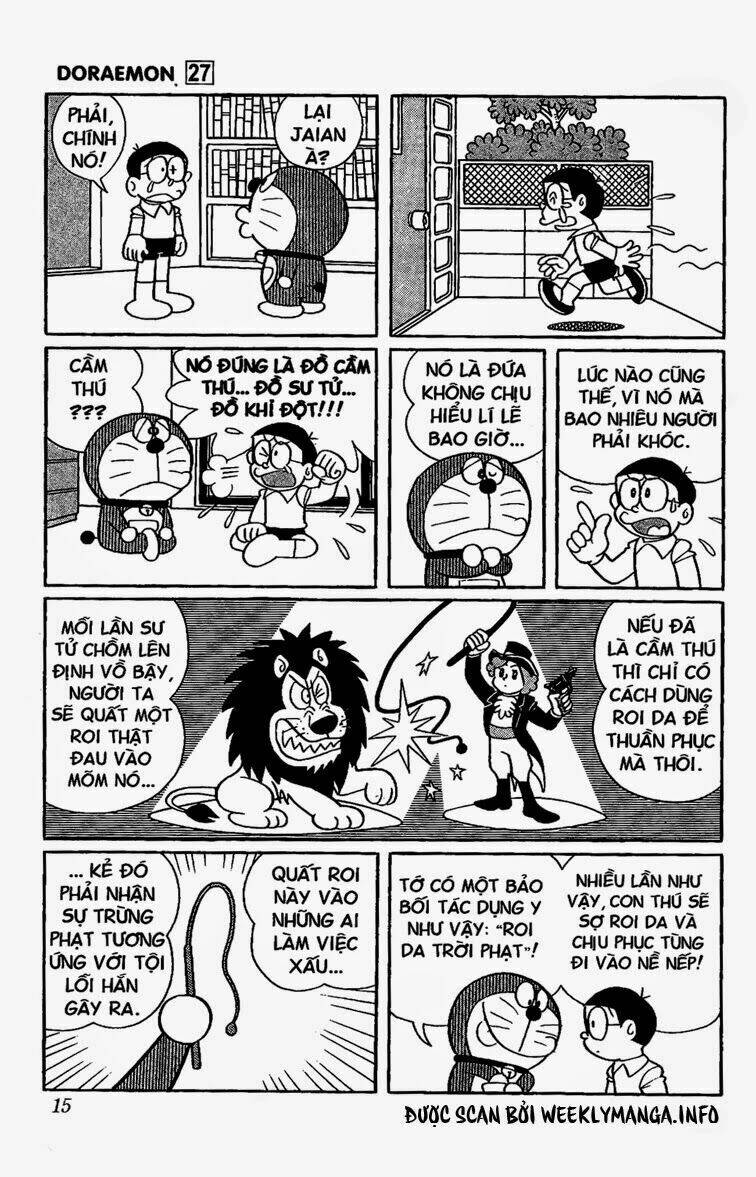 DORAEMON 27
LẠI
JAIAN
À?
PHẢI,
CHÍNH
NÓ!
LÚC NÀO CŨNG
THẾ, VÌ NÓ MÀ
BAO NHIÊU NGƯỜI
PHẢI KHÓC.
NÓ LÀ ĐỨA
KHÔNG CHỊU
HIỂU LÍ LẼ
BAO GIỜ...
NÓ ĐÚNG LÀ ĐỒ CẦM
THÚ... ĐỒ SƯ TỬ...
ĐỒ KHỈ ĐỘT!!!
CẦM
THÚ
???
NẾU ĐÃ
LÀ CẦM THÚ
THÌ CHỈ CÓ
CÁCH DÙNG
ROI DA ĐỂ
THUẦN PHỤC
MÀ THÔI.
MỖI LẦN SƯ
TỬ CHỒM LÊN
ĐỊNH VỒ BẬY,
NGƯỜI TA
SẼ QUẤT MỘT
ROI THẬT
ĐAU VÀO
MÕM NÓ...
NHIỀU LẦN NHƯ
VẬY, CON THÚ SẼ
SỢ ROI DA VÀ
CHỊU PHỤC TÙNG
ĐI VÀO NỀ NẾP!
TỚ CÓ MỘT BẢO
BỐI TÁC DỤNG Y
NHƯ VẬY: "ROI
DA TRỜI PHẠT"!
QUẤT ROI
NÀY VÀO
NHỮNG AI
LÀM VIỆC
XẤU...
... KẺ ĐÓ
PHẢI NHẬN
SỰ TRỪNG
PHẠT TƯƠNG
ỨNG VỚI TỘI
LỖI HẮN
GÂY RA.
15
ĐƯỢC SCAN BỞI WEEKLYMANGA.INFO